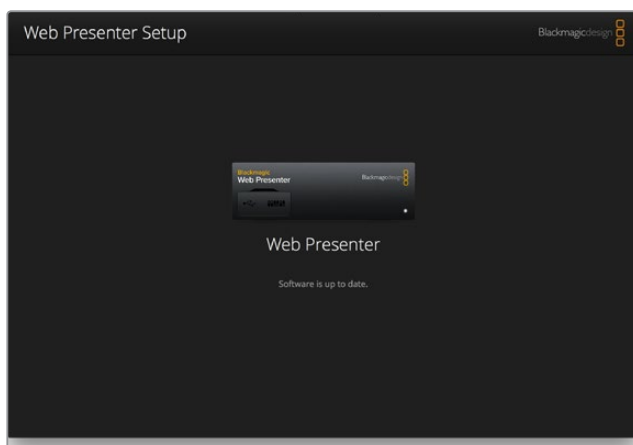 Web Presenter Setup
Blackmagicdesign
Blackmagic
Web Presenter
Blackmagicdesign
Web Presenter
Software is up to date.